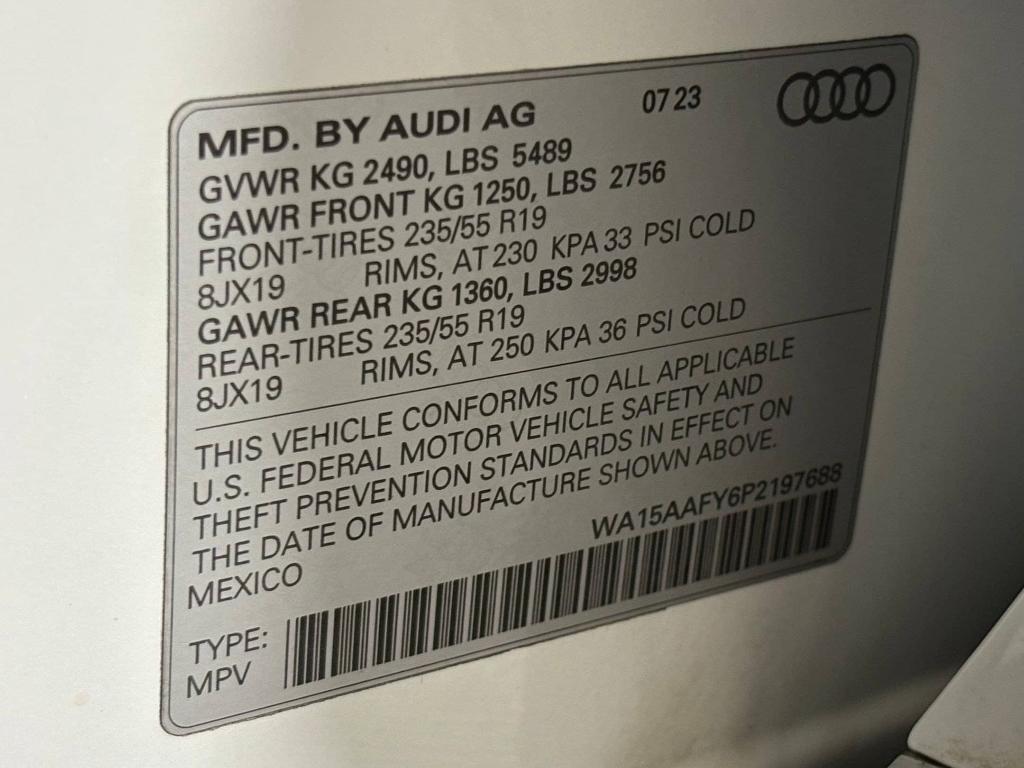 MFD. BY AUDI AG 07 23
GVWR KG 2490, LBS 5489
GAWR FRONT KG 1250, LBS 2756
FRONT-TIRES 235/55 R19
8JX19 RIMS, AT 230 KPA 33 PSI COLD
GAWR REAR KG 1360, LBS 2998
REAR-TIRES 235/55 R19
8JX19 RIMS, AT 250 KPA 36 PSI COLD
THIS VEHICLE CONFORMS TO ALL APPLICABLE
U.S. FEDERAL MOTOR VEHICLE SAFETY AND
THEFT PREVENTION STANDARDS IN EFFECT ON
THE DATE OF MANUFACTURE SHOWN ABOVE.
MEXICO WA15AAFY6P2197688
TYPE:
MPV